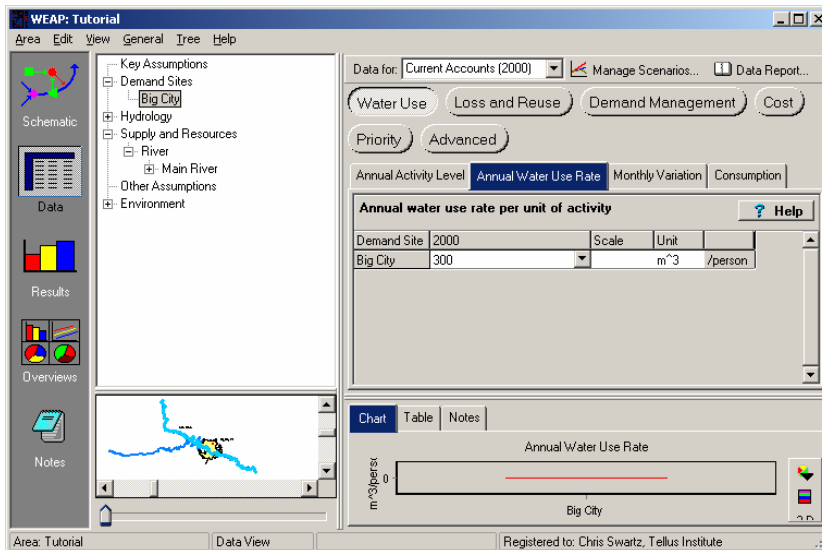 WEAP: Tutorial
Area Edit View General Tree Help
Schematic
Data
Results
Overviews
Notes
Key Assumptions
Demand Sites
Big City
Hydrology
Supply and Resources
River
Main River
Other Assumptions
Environment
Data for: Current Accounts (2000) Manage Scenarios... Data Report...
Water Use Loss and Reuse Demand Management Cost
Priority Advanced
Annual Activity Level Annual Water Use Rate Monthly Variation Consumption
Annual water use rate per unit of activity ? Help
Demand Site 2000 Scale Unit
Big City 300 m^3 /person
Chart Table Notes
Annual Water Use Rate
m^3/pers
0
Big City
Area: Tutorial Data View Registered to: Chris Swartz, Tellus Institute